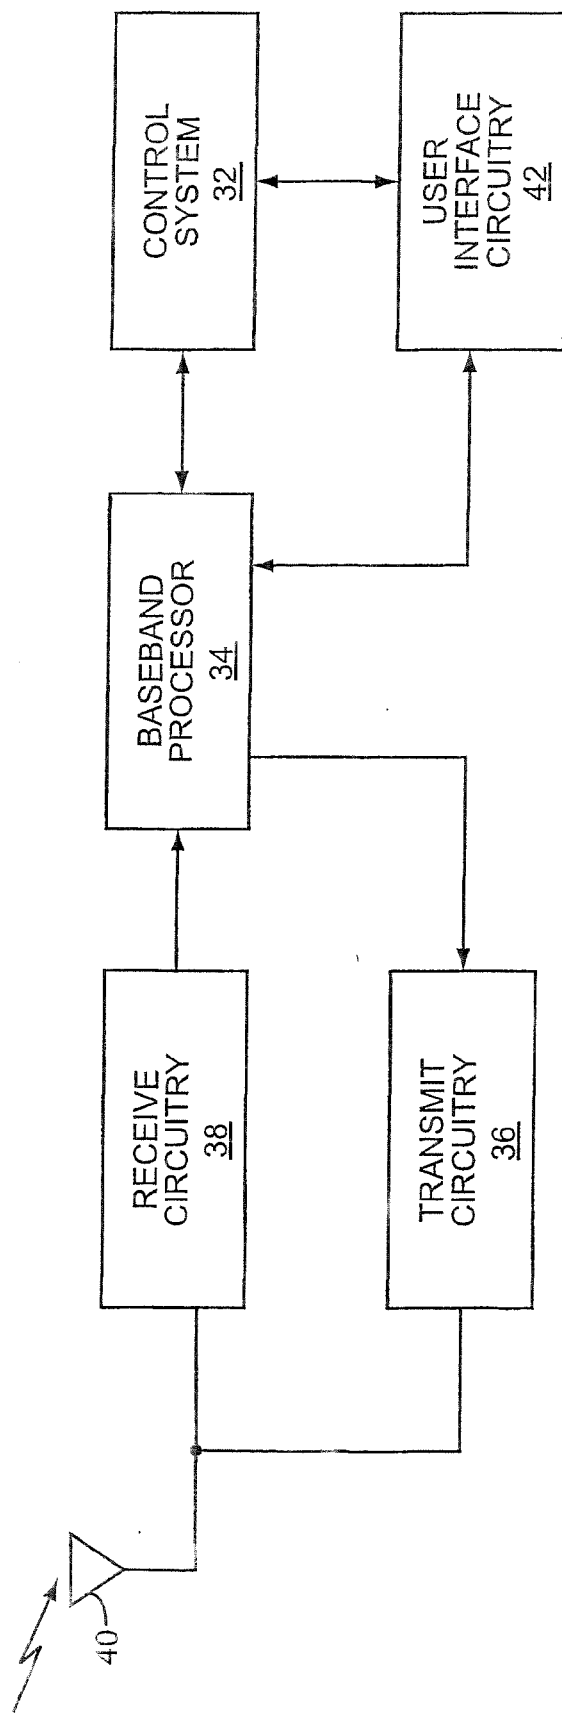 40
RECEIVE
CIRCUITRY
38
BASEBAND
PROCESSOR
34
CONTROL
SYSTEM
32
TRANSMIT
CIRCUITRY
36
USER
INTERFACE
CIRCUITRY
42